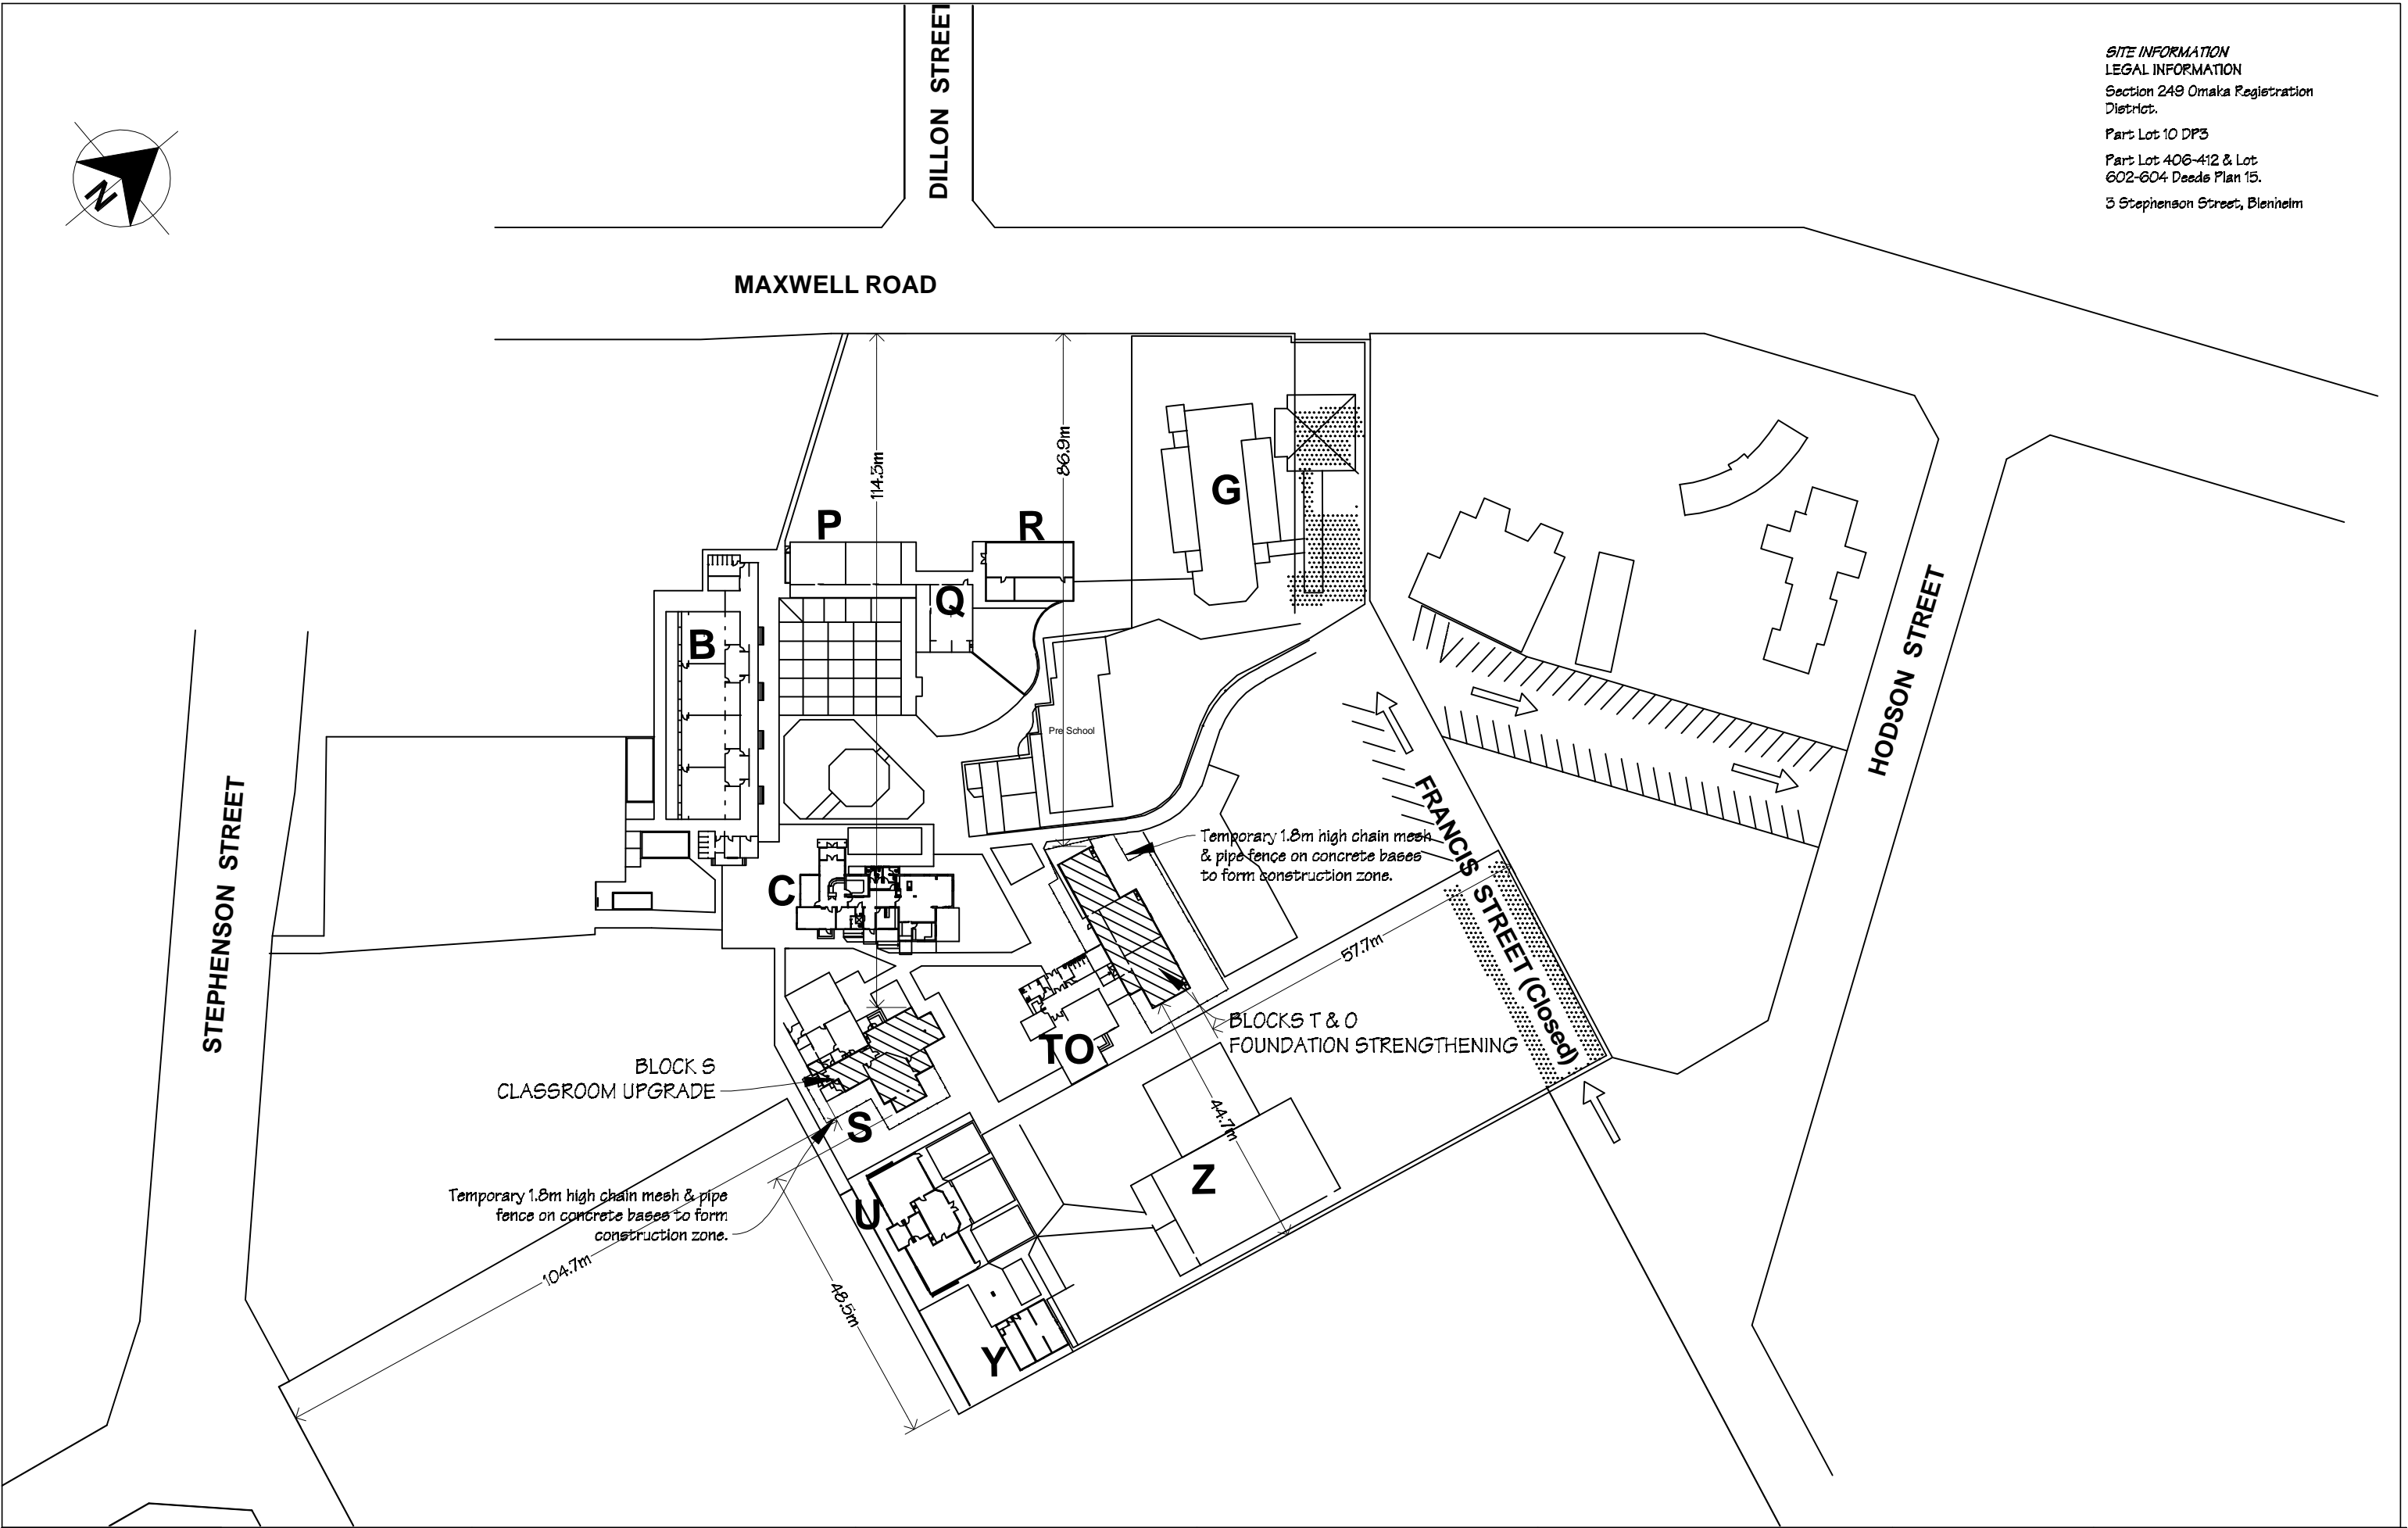 DILLON STREET
SITE INFORMATION
LEGAL INFORMATION
Section 249 Omaka Registration
District.
Part Lot 10 DP3
Part Lot 406-412 & Lot
602-604 Deeds Plan 15.
3 Stephenson Street, Blenheim
N
MAXWELL ROAD
114.3m
86.9m
P
R
G
Q
B
Pre School
HODSON STREET
STEPHENSON STREET
FRANCIS STREET (Closed)
Temporary 1.8m high chain mesh
& pipe fence on concrete bases
to form construction zone.
C
57.7m
BLOCKS T & O
FOUNDATION STRENGTHENING
TO
BLOCK S
CLASSROOM UPGRADE
S
44.7m
Z
Temporary 1.8m high chain mesh & pipe
fence on concrete bases to form
construction zone.
U
104.7m
48.5m
Y